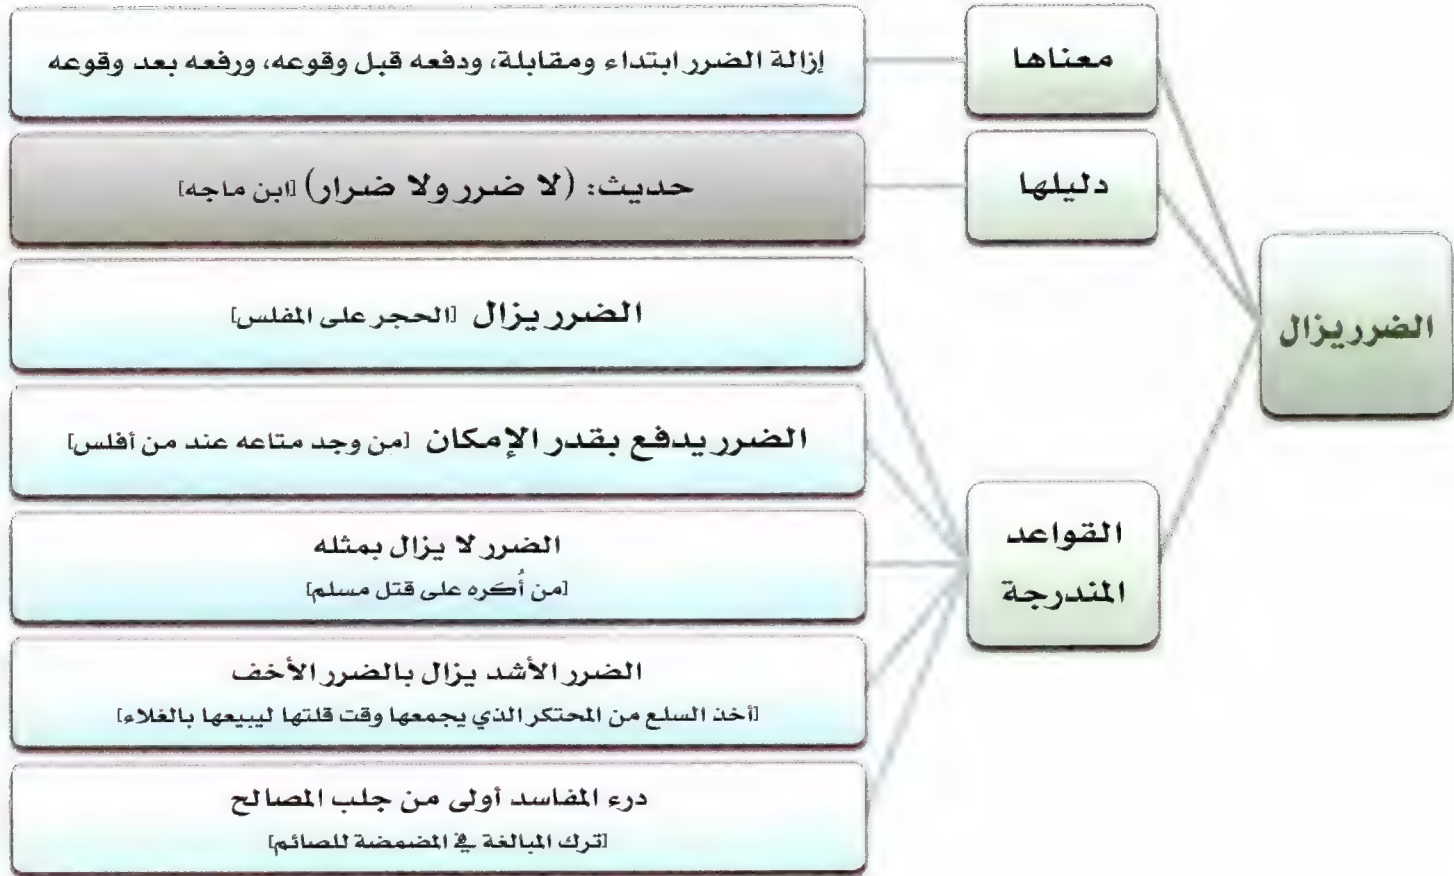 الضرر يزال
معناها
إزالة الضرر ابتداء ومقابلة، ودفعه قبل وقوعه، ورفعه بعد وقوعه
دليلها
حديث: (لا ضرر ولا ضرار) [ابن ماجه]
القواعد
المندرجة
الضرر يزال [الحجر على المفلس]
الضرر يدفع بقدر الإمكان [من وجد متاعه عند من أفلس]
الضرر لا يزال بمثله
[من أُكره على قتل مسلم]
الضرر الأشد يزال بالضرر الأخف
[أخذ السلع من المحتكر الذي يجمعها وقت قلتها ليبيعها بالغلاء]
درء المفاسد أولى من جلب المصالح
[ترك المبالغة في المضمضة للصائم]